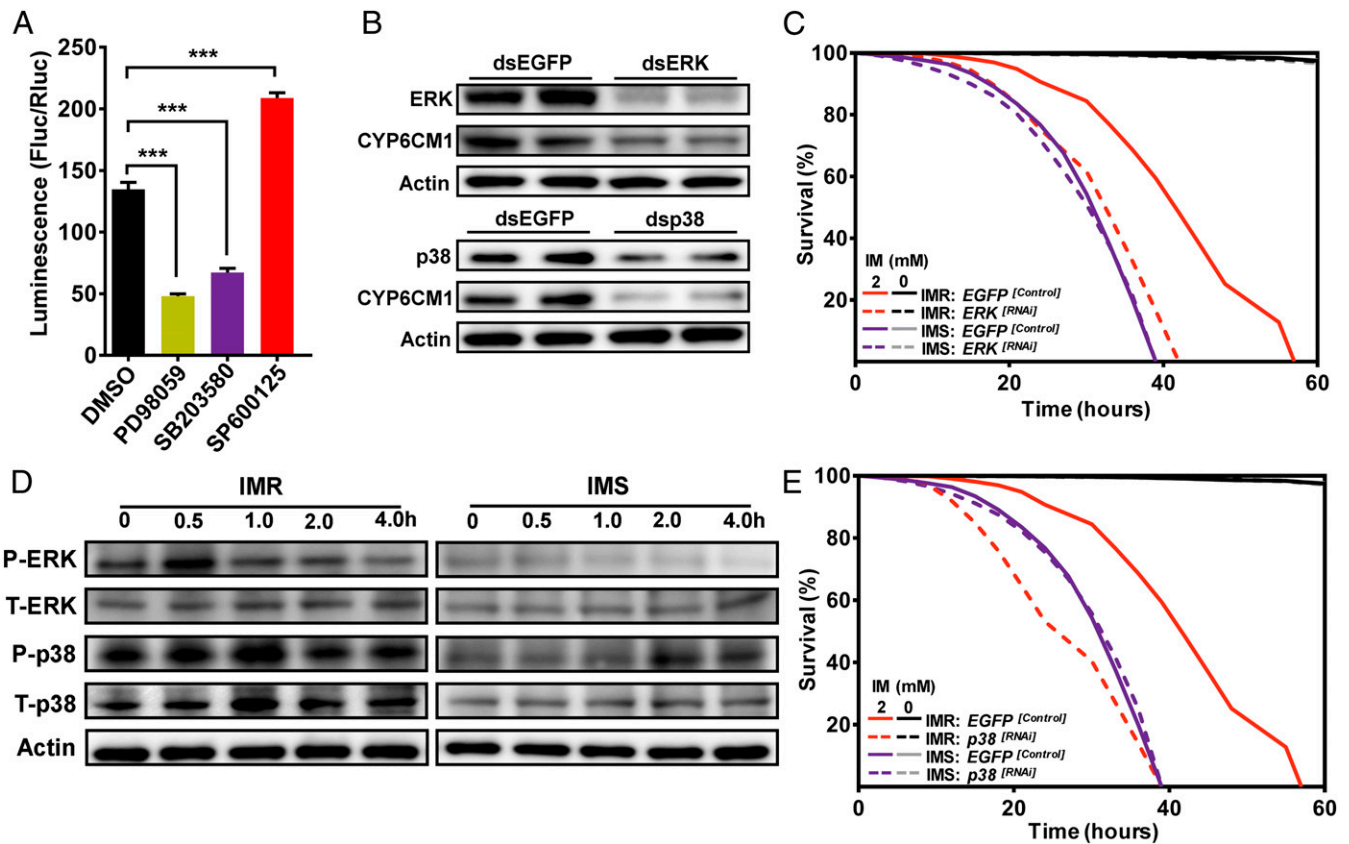 A
Luminescence (Fluc/Rluc)
250
200
150
100
50
0
***
***
***
DMSO
PD98059
SB203580
SP600125
B
dsEGFP dsERK
ERK
CYP6CM1
Actin
dsEGFP dsp38
p38
CYP6CM1
Actin
C
Survival (%)
100
80
60
40
20
0 20 40 60
Time (hours)
IM (mM)
2 0
IMR: EGFP [Control]
IMR: ERK [RNAi]
IMS: EGFP [Control]
IMS: ERK [RNAi]
D
IMR IMS
0 0.5 1.0 2.0 4.0h 0 0.5 1.0 2.0 4.0h
P-ERK
T-ERK
P-p38
T-p38
Actin
E
Survival (%)
100
80
60
40
20
0 20 40 60
Time (hours)
IM (mM)
2 0
IMR: EGFP [Control]
IMR: p38 [RNAi]
IMS: EGFP [Control]
IMS: p38 [RNAi]